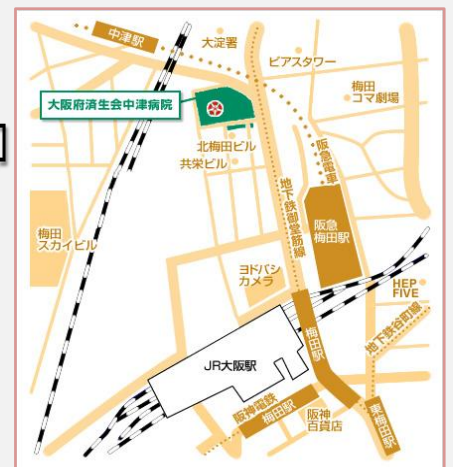 中津駅
大淀署
ピアスタワー
大阪府済生会中津病院
梅田
コマ劇場
北梅田ビル
共栄ビル
阪急電車
地下鉄御堂筋線
阪急
梅田駅
梅田
スカイビル
ヨドバシ
カメラ
HEP
FIVE
地下鉄谷町線
梅田駅
JR大阪駅
阪神電鉄
梅田駅
阪神
百貨店
東梅田駅